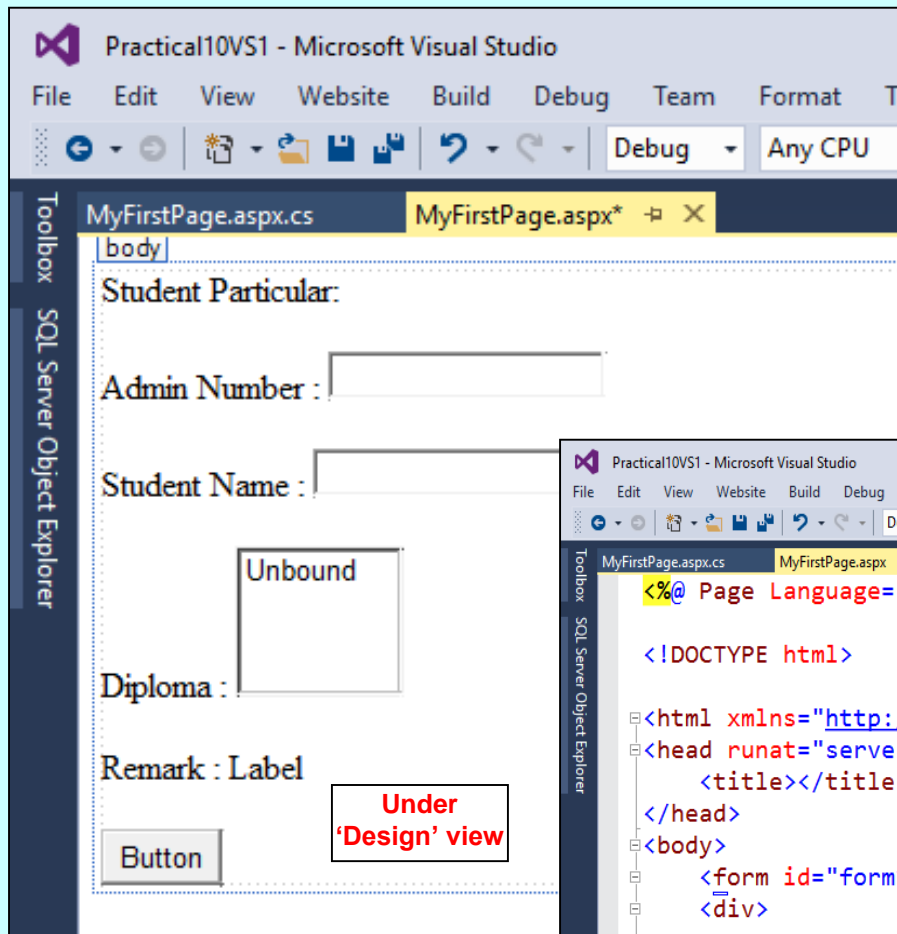 Practical10VS1 - Microsoft Visual Studio
File Edit View Website Build Debug Team Format T
Debug Any CPU
Toolbox
SQL Server Object Explorer
MyFirstPage.aspx.cs MyFirstPage.aspx*
body
Student Particular:
Admin Number :
Student Name :
Unbound
Diploma :
Remark : Label
Button
Under
‘Design’ view
Practical10VS1 - Microsoft Visual Studio
File Edit View Website Build Debug
D
Toolbox
SQL Server Object Explorer
MyFirstPage.aspx.cs MyFirstPage.aspx
<%@ Page Language=
<!DOCTYPE html>
<html xmlns="http:
<head runat="serve
<title></title
</head>
<body>
<form id="form
<div>